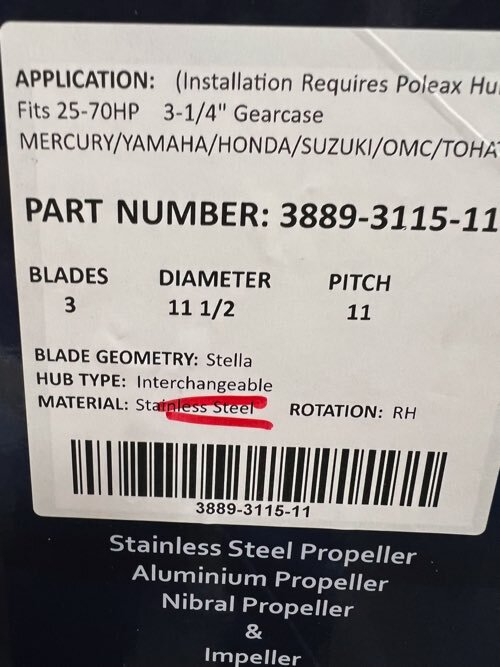 APPLICATION: (Installation Requires Poleax Hu
Fits 25-70HP 3-1/4" Gearcase
MERCURY/YAMAHA/HONDA/SUZUKI/OMC/TOHA
PART NUMBER: 3889-3115-11
BLADES DIAMETER PITCH
3 11 1/2 11
BLADE GEOMETRY: Stella
HUB TYPE: Interchangeable
MATERIAL: Stainless Steel ROTATION: RH
3889-3115-11
Stainless Steel Propeller
Aluminium Propeller
Nibral Propeller
&
Impeller